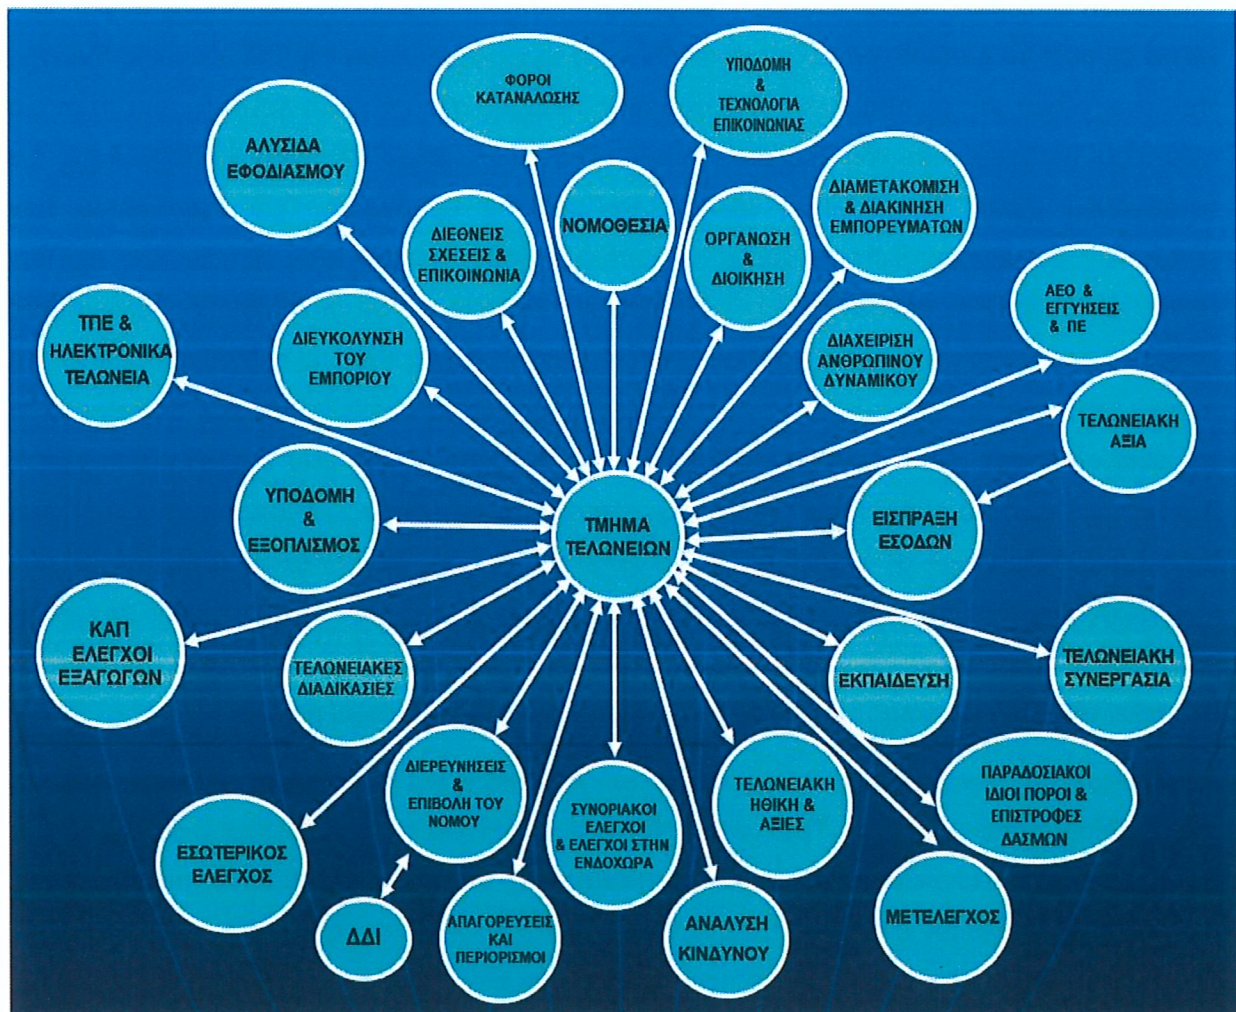 ΦΟΡΟΙ
ΚΑΤΑΝΑΛΩΣΗΣ
ΥΠΟΔΟΜΗ
&
ΤΕΧΝΟΛΟΓΙΑ
ΕΠΙΚΟΙΝΩΝΙΑΣ
ΑΛΥΣΙΔΑ
ΕΦΟΔΙΑΣΜΟΥ
ΔΙΕΘΝΕΙΣ
ΣΧΕΣΕΙΣ &
ΕΠΙΚΟΙΝΩΝΙΑ
ΝΟΜΟΘΕΣΙΑ
ΟΡΓΑΝΩΣΗ
&
ΔΙΟΙΚΗΣΗ
ΔΙΑΜΕΤΑΚΟΜΙΣΗ
& ΔΙΑΚΙΝΗΣΗ
ΕΜΠΟΡΕΥΜΑΤΩΝ
ΤΠΕ &
ΗΛΕΚΤΡΟΝΙΚΑ
ΤΕΛΩΝΕΙΑ
ΔΙΕΥΚΟΛΥΝΣΗ
ΤΟΥ
ΕΜΠΟΡΙΟΥ
ΔΙΑΧΕΙΡΙΣΗ
ΑΝΘΡΩΠΙΝΟΥ
ΔΥΝΑΜΙΚΟΥ
ΑΕΟ &
ΕΓΓΥΗΣΕΙΣ
& ΠΕ
ΤΕΛΩΝΕΙΑΚΗ
ΑΞΙΑ
ΥΠΟΔΟΜΗ
&
ΕΞΟΠΛΙΣΜΟΣ
ΤΜΗΜΑ
ΤΕΛΩΝΕΙΩΝ
ΕΙΣΠΡΑΞΗ
ΕΣΟΔΩΝ
ΚΑΠ
ΕΛΕΓΧΟΙ
ΕΞΑΓΩΓΩΝ
ΤΕΛΩΝΕΙΑΚΕΣ
ΔΙΑΔΙΚΑΣΙΕΣ
ΕΚΠΑΙΔΕΥΣΗ
ΤΕΛΩΝΕΙΑΚΗ
ΣΥΝΕΡΓΑΣΙΑ
ΔΙΕΡΕΥΝΗΣΕΙΣ
&
ΕΠΙΒΟΛΗ ΤΟΥ
ΝΟΜΟΥ
ΣΥΝΟΡΙΑΚΟΙ
ΕΛΕΓΧΟΙ
& ΕΛΕΓΧΟΙ ΣΤΗΝ
ΕΝΔΟΧΩΡΑ
ΤΕΛΩΝΕΙΑΚΗ
ΗΘΙΚΗ &
ΑΞΙΕΣ
ΠΑΡΑΔΟΣΙΑΚΟΙ
ΙΔΙΟΙ ΠΟΡΟΙ &
ΕΠΙΣΤΡΟΦΕΣ
ΔΑΣΜΩΝ
ΕΣΩΤΕΡΙΚΟΣ
ΕΛΕΓΧΟΣ
ΔΔΙ
ΑΠΑΓΟΡΕΥΣΕΙΣ
ΚΑΙ
ΠΕΡΙΟΡΙΣΜΟΙ
ΑΝΑΛΥΣΗ
ΚΙΝΔΥΝΟΥ
ΜΕΤΕΛΕΓΧΟΣ